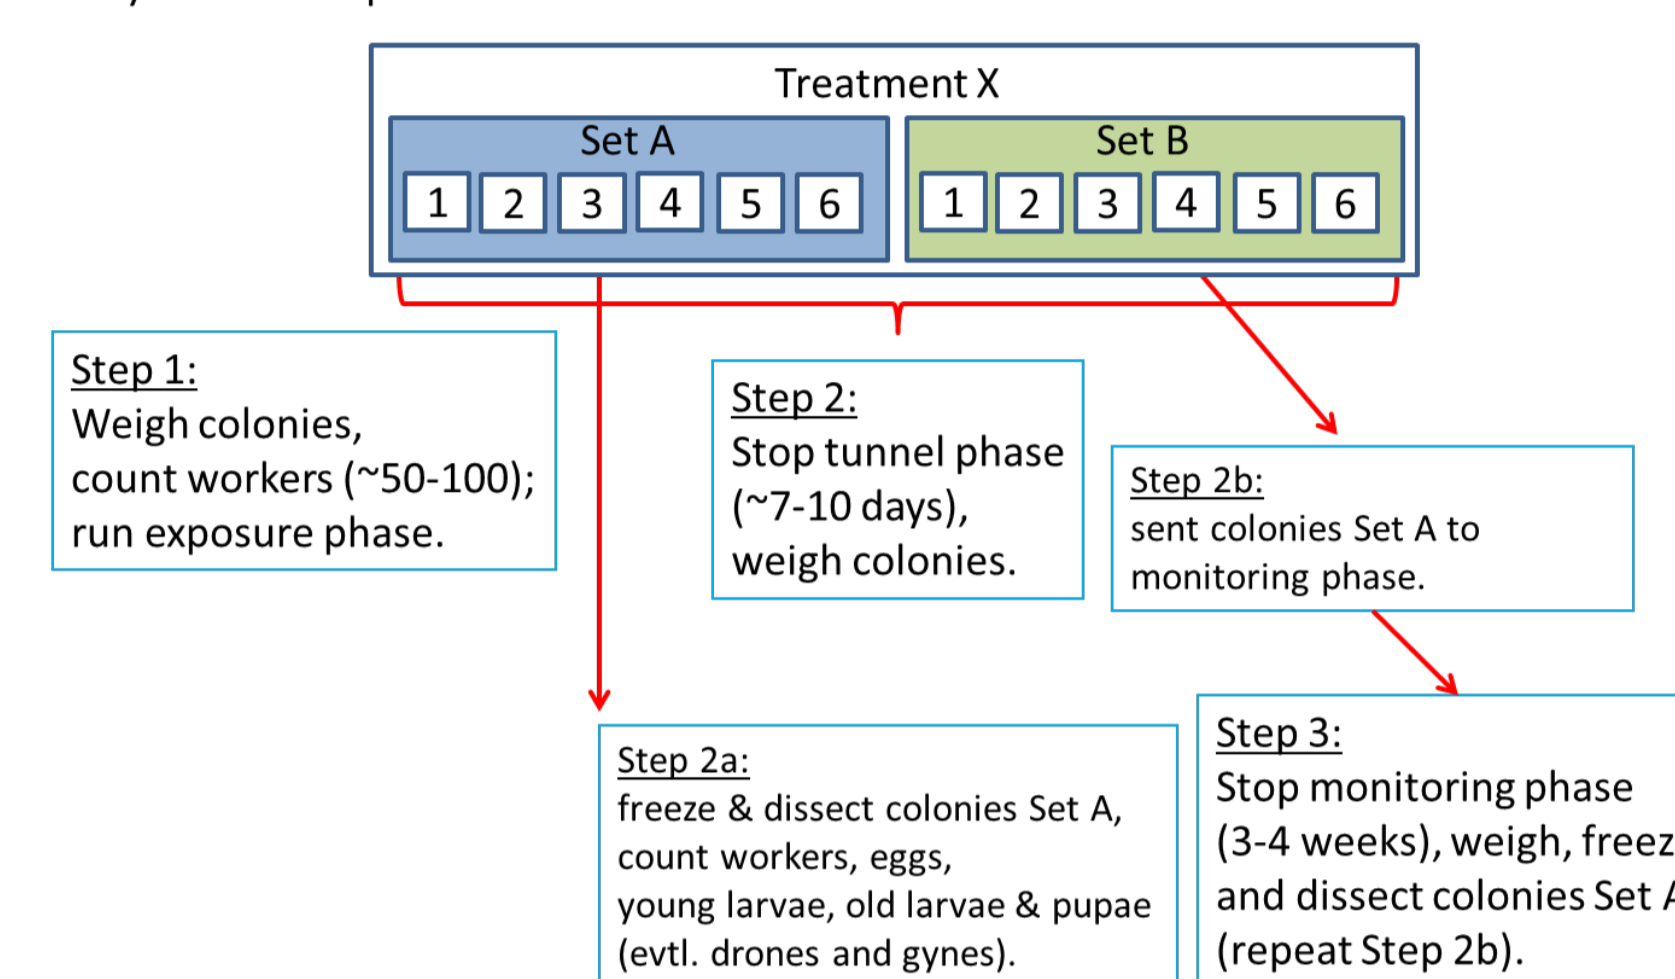 Treatment X
Set A
1 2 3 4 5 6
Set B
1 2 3 4 5 6
Step 1:
Weigh colonies,
count workers (~50-100);
run exposure phase.
Step 2:
Stop tunnel phase
(~7-10 days),
weigh colonies.
Step 2b:
sent colonies Set A to
monitoring phase.
Step 2a:
freeze & dissect colonies Set A,
count workers, eggs,
young larvae, old larvae & pupae
(evtl. drones and gynes).
Step 3:
Stop monitoring phase
(3-4 weeks), weigh, freez
and dissect colonies Set A
(repeat Step 2b).